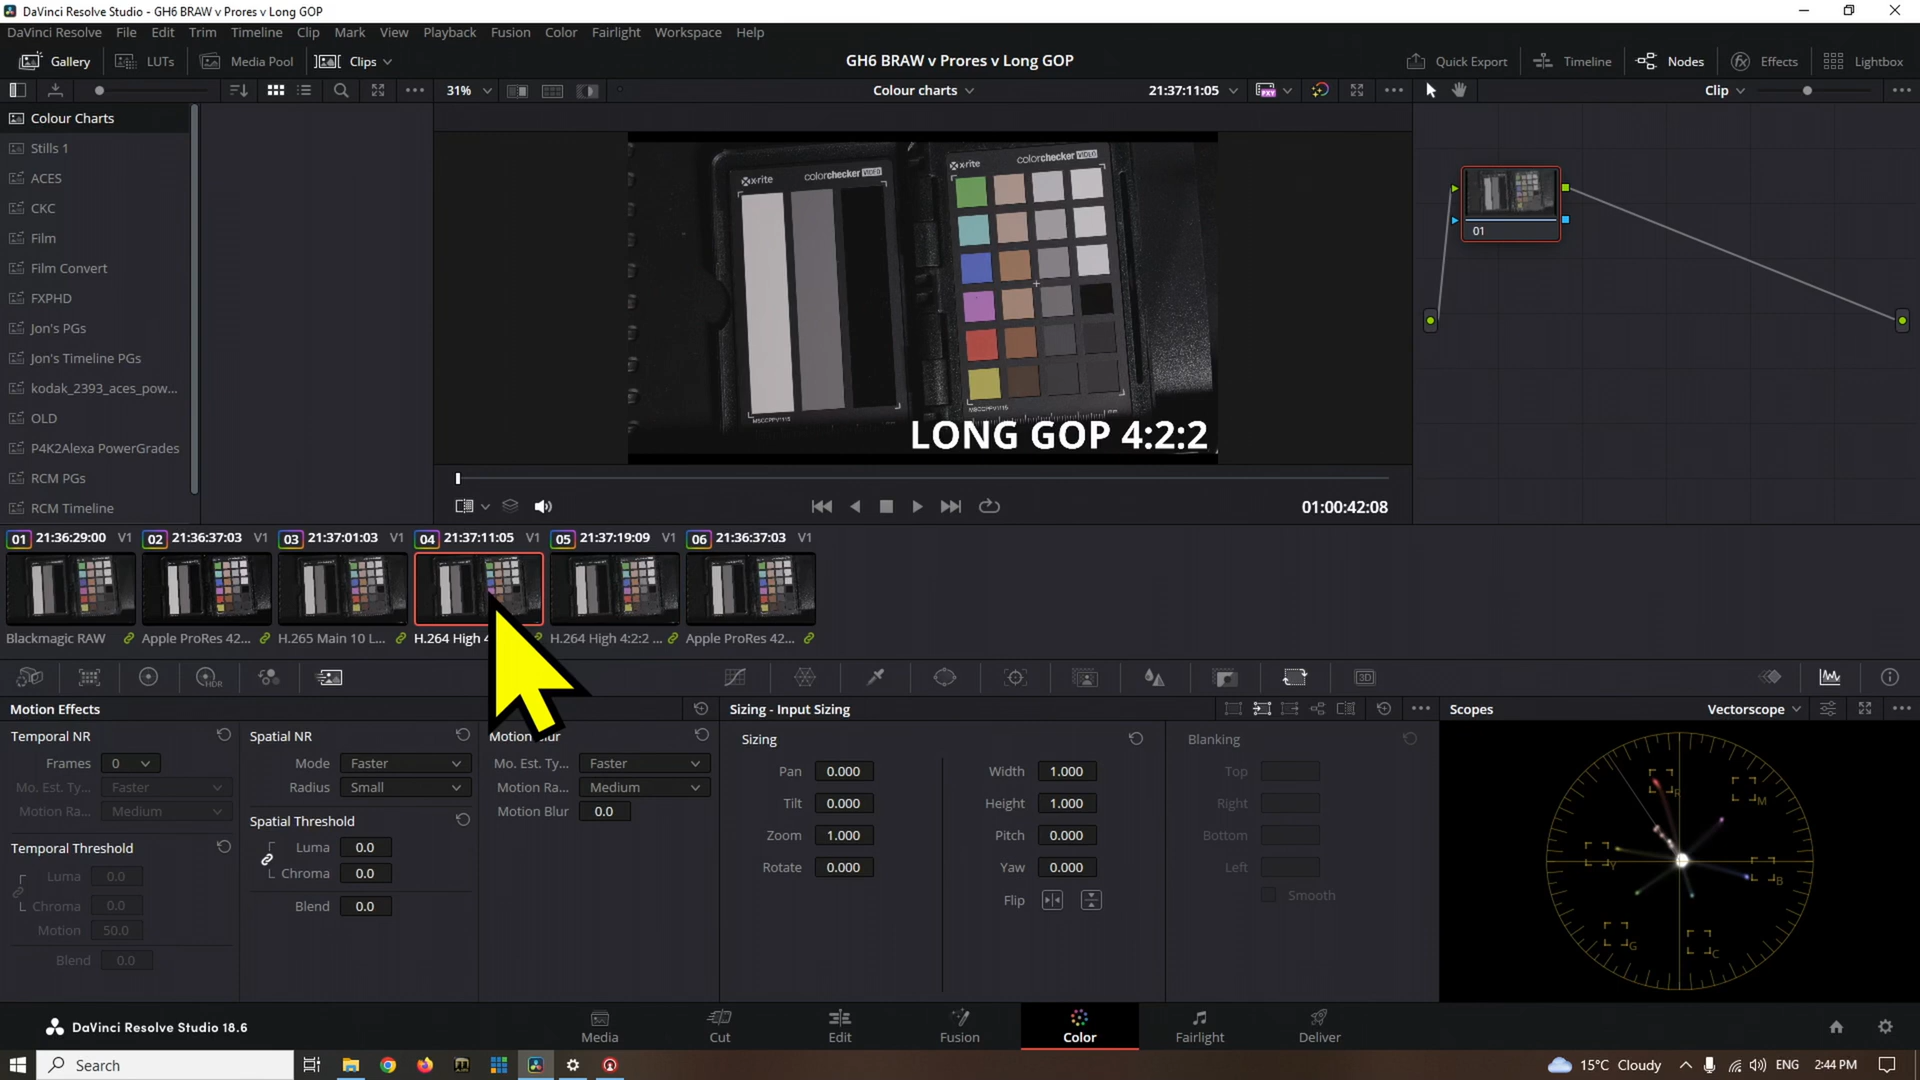 DaVinci Resolve Studio - GH6 BRAW v Prores v Long GOP
DaVinci Resolve File Edit Trim Timeline Clip Mark View Playback Fusion Color Fairlight Workspace Help
Gallery LUTs Media Pool Clips GH6 BRAW v Prores v Long GOP Quick Export Timeline Nodes Effects Lightbox
31% Colour charts 21:37:11:05 Clip
Colour Charts
Stills 1
ACES
CKC
Film
Film Convert
FXPHD
Jon's PGs
Jon's Timeline PGs
kodak_2393_aces_pow...
OLD
P4K2Alexa PowerGrades
RCM PGs
RCM Timeline
x-rite colorchecker VIDEO
x-rite colorchecker VIDEO
MSCCPPV1115
MSCCPPV1115
LONG GOP 4:2:2
01
01:00:42:08
01 21:36:29:00 V1 02 21:36:37:03 V1 03 21:37:01:03 V1 04 21:37:11:05 V1 05 21:37:19:09 V1 06 21:36:37:03 V1
Blackmagic RAW Apple ProRes 42... H.265 Main 10 L... H.264 High 4 H.264 High 4:2:2 ... Apple ProRes 42...
HDR 3D
Motion Effects
Temporal NR
Frames 0
Mo. Est. Ty... Faster
Motion Ra... Medium
Temporal Threshold
Luma 0.0
Chroma 0.0
Motion 50.0
Blend 0.0
Spatial NR
Mode Faster
Radius Small
Spatial Threshold
Luma 0.0
Chroma 0.0
Blend 0.0
Motion Blur
Mo. Est. Ty... Faster
Motion Ra... Medium
Motion Blur 0.0
Sizing - Input Sizing
Sizing
Pan 0.000 Width 1.000
Tilt 0.000 Height 1.000
Zoom 1.000 Pitch 0.000
Rotate 0.000 Yaw 0.000
Flip
Blanking
Top
Right
Bottom
Left
Smooth
Scopes Vectorscope
R M
Y B
G C
DaVinci Resolve Studio 18.6 Media Cut Edit Fusion Color Fairlight Deliver
Search 15°C Cloudy ENG 2:44 PM